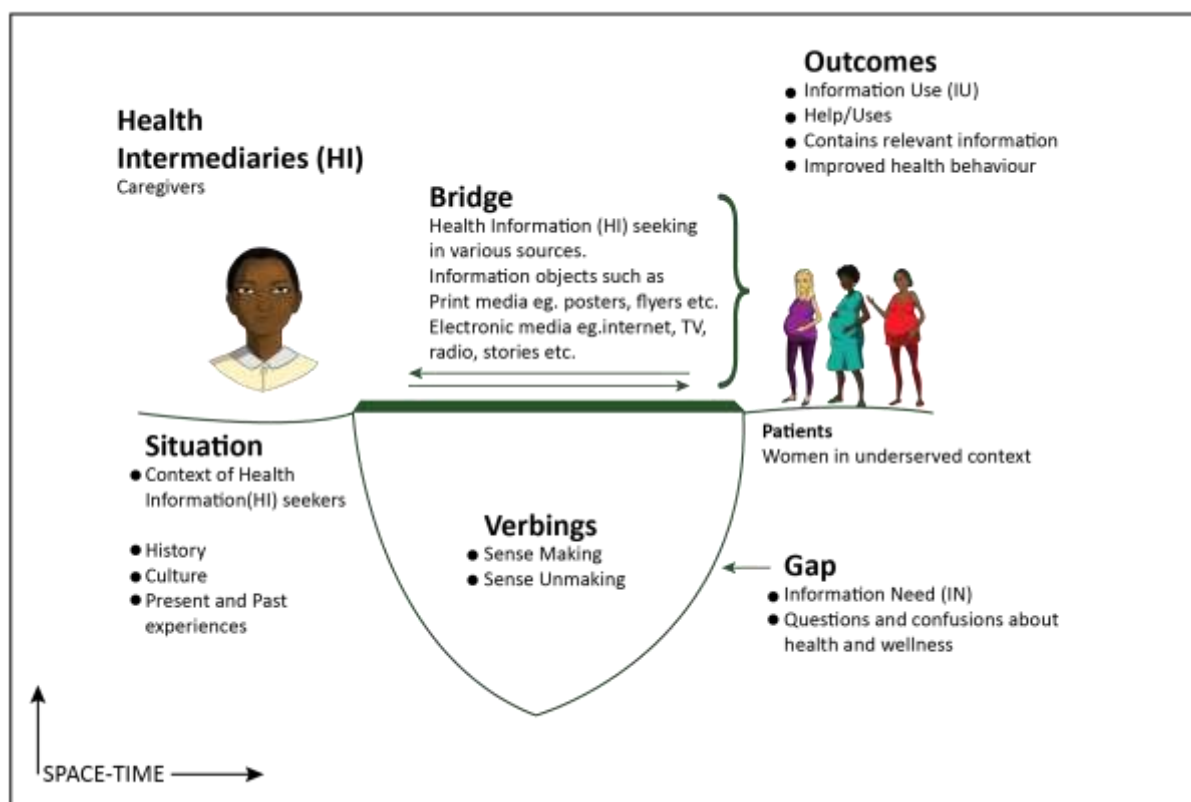 Health
Intermediaries (HI)
Caregivers
Bridge
Health Information (HI) seeking
in various sources.
Information objects such as
Print media eg. posters, flyers etc.
Electronic media eg.internet, TV,
radio, stories etc.
Outcomes
● Information Use (IU)
● Help/Uses
● Contains relevant information
● Improved health behaviour
Situation
● Context of Health
Information(HI) seekers
● History
● Culture
● Present and Past
experiences
Verbings
● Sense Making
● Sense Unmaking
Patients
Women in underserved context
Gap
● Information Need (IN)
● Questions and confusions about
health and wellness
SPACE-TIME